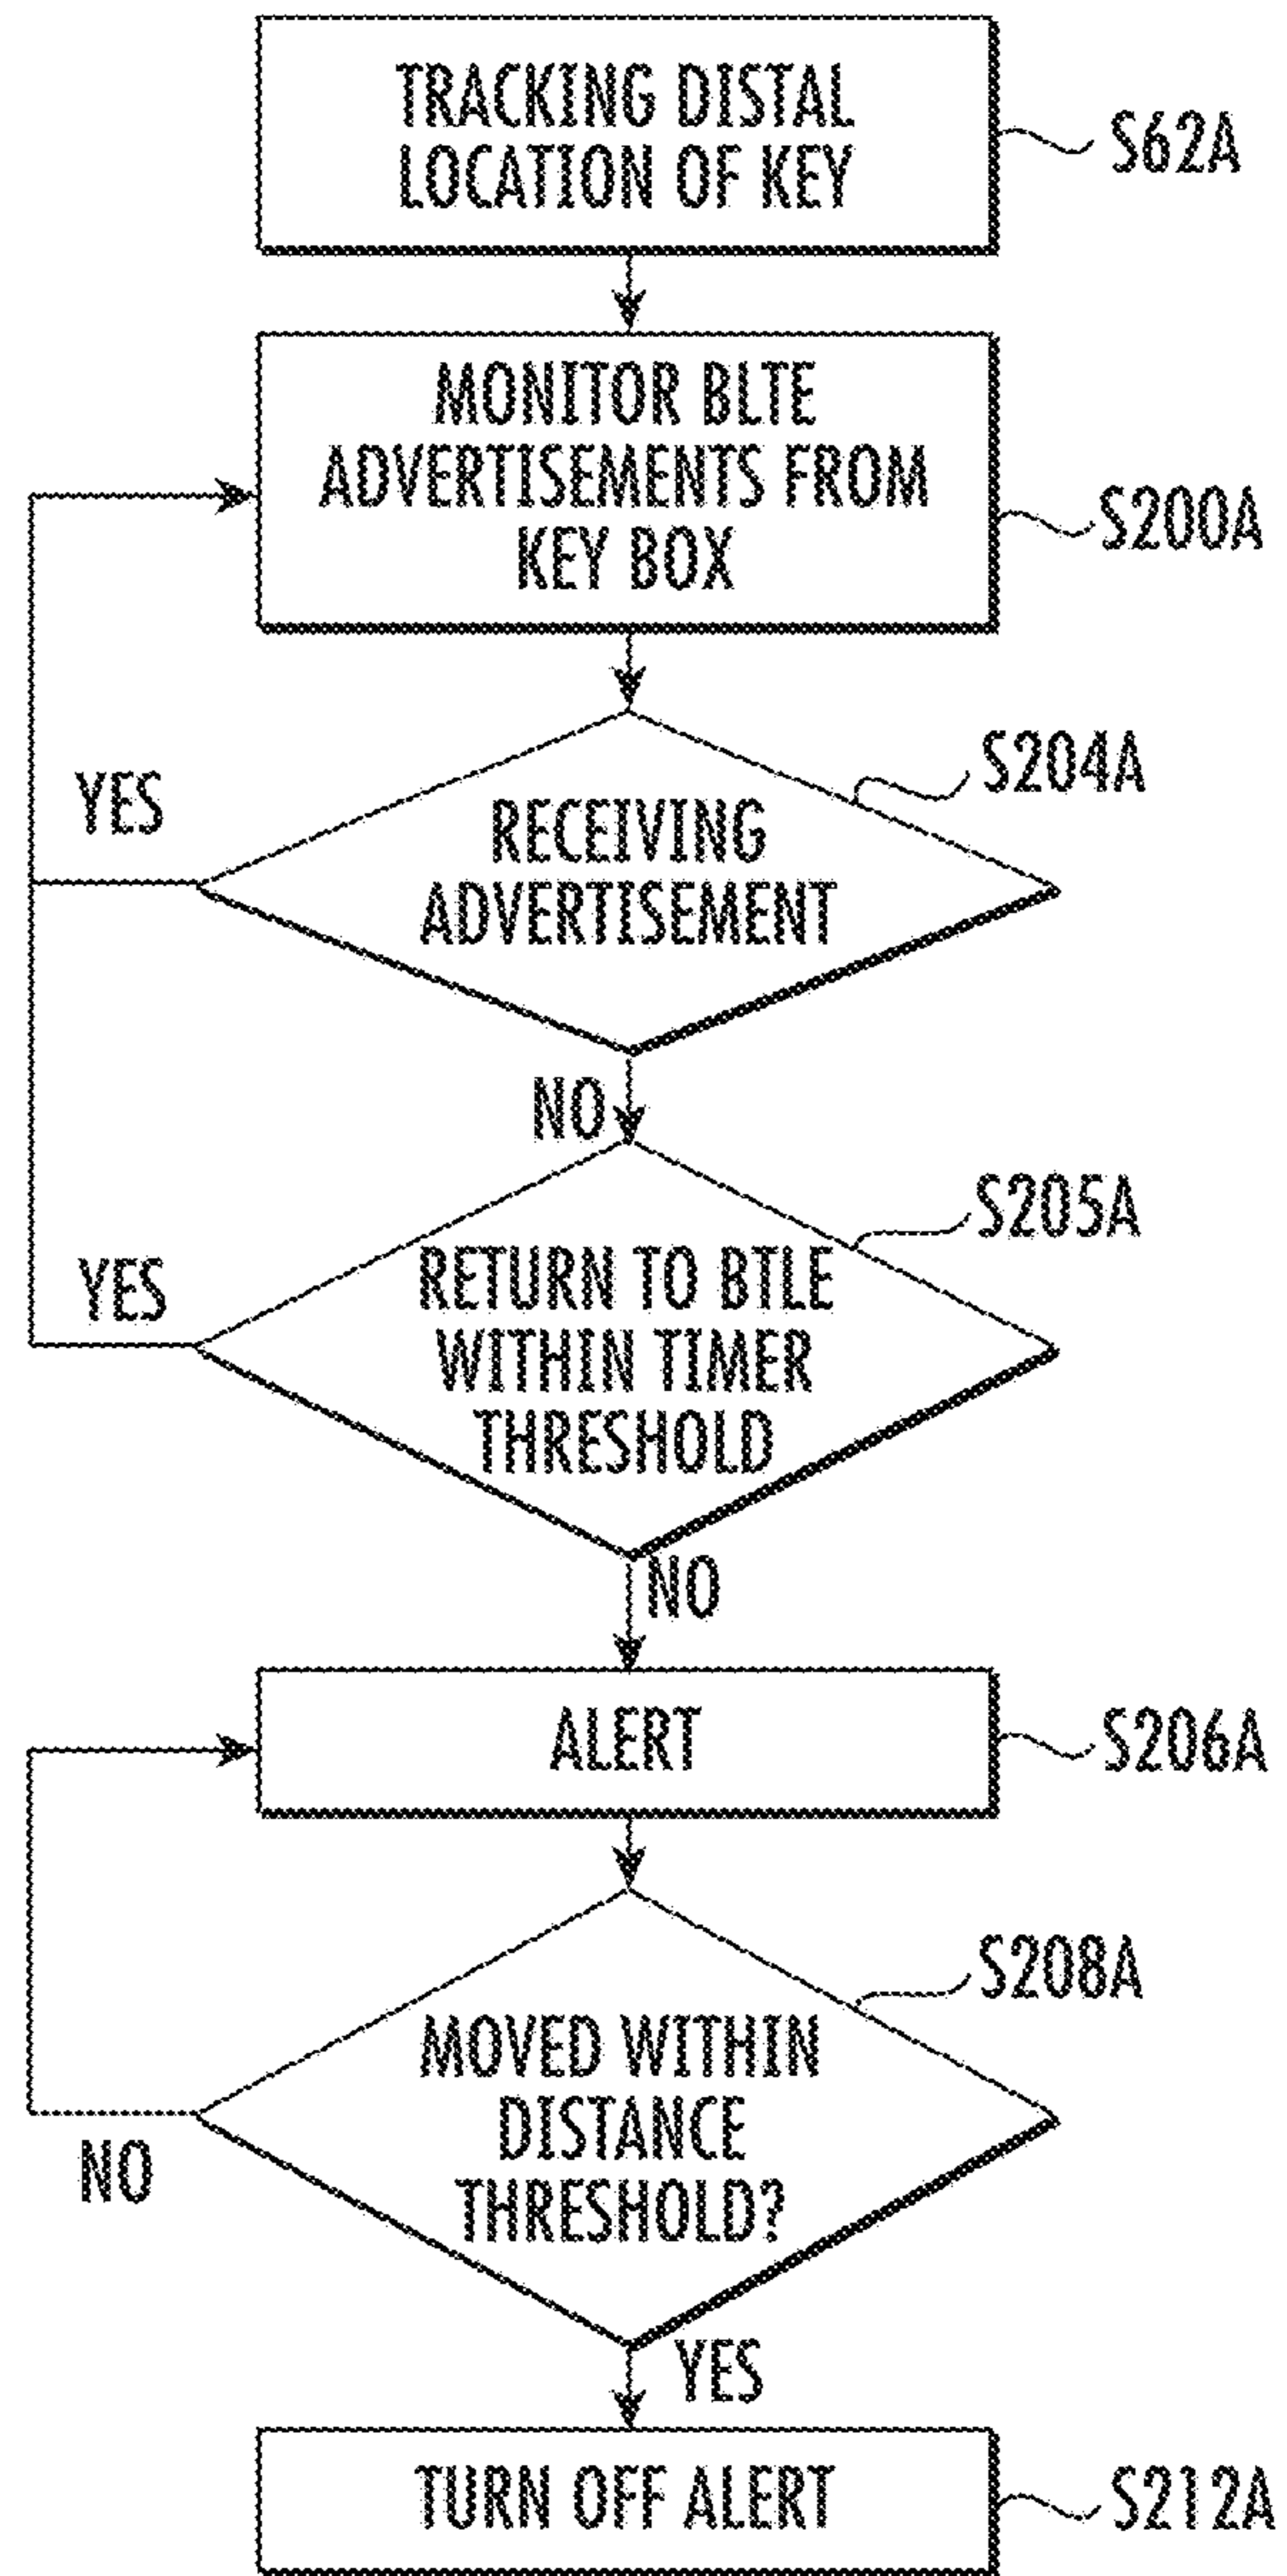 TRACKING DISTAL
LOCATION OF KEY
S62A
MONITOR BLTE
ADVERTISEMENTS FROM
KEY BOX
S200A
YES
S204A
RECEIVING
ADVERTISEMENT
NO
S205A
YES
RETURN TO BTLE
WITHIN TIMER
THRESHOLD
NO
ALERT
S206A
S208A
MOVED WITHIN
DISTANCE
THRESHOLD?
NO
YES
TURN OFF ALERT
S212A